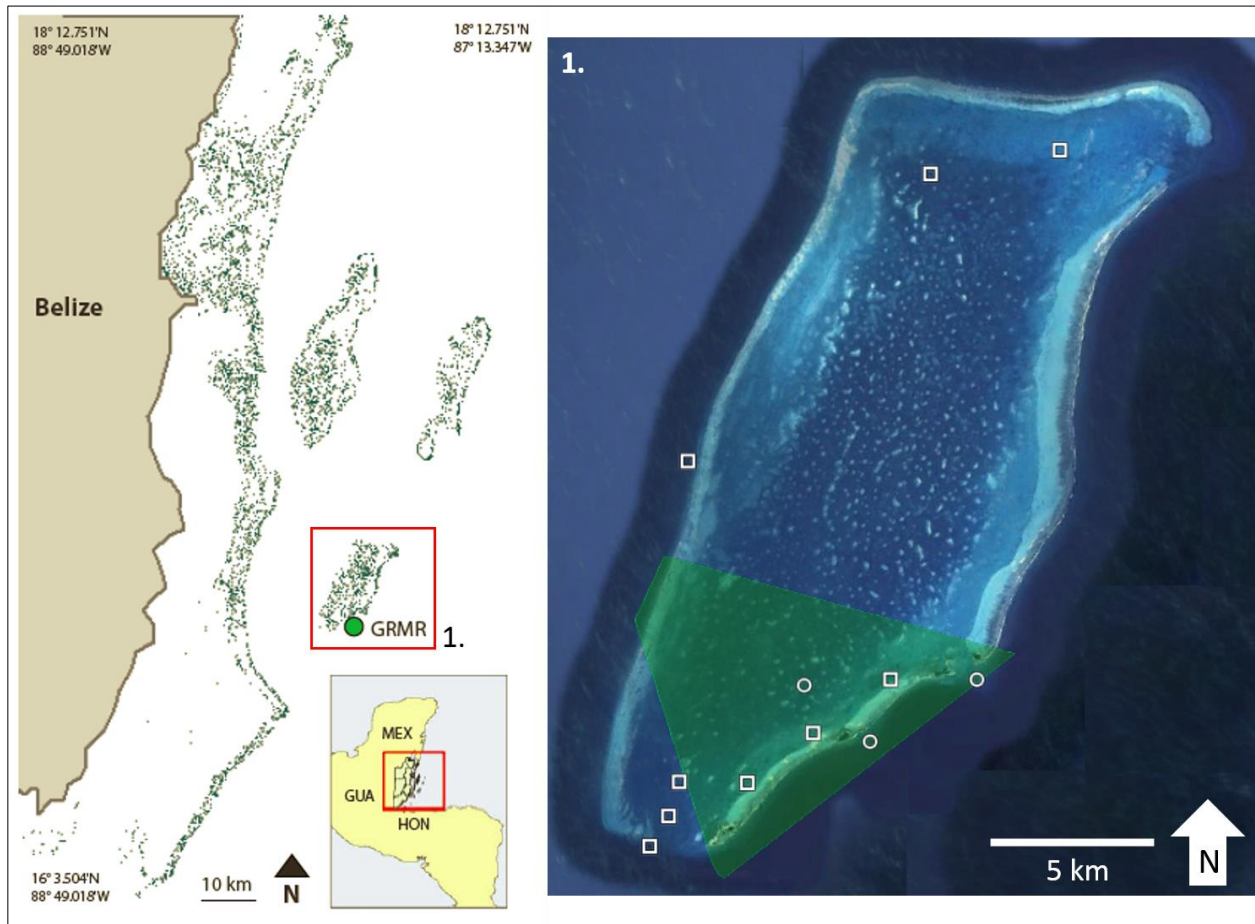 18° 12.751'N
88° 49.018'W
18° 12.751'N
87° 13.347'W
Belize
GRMR
1.
MEX
GUA
HON
16° 3.504'N
88° 49.018'W
N
10 km
1.
5 km
N